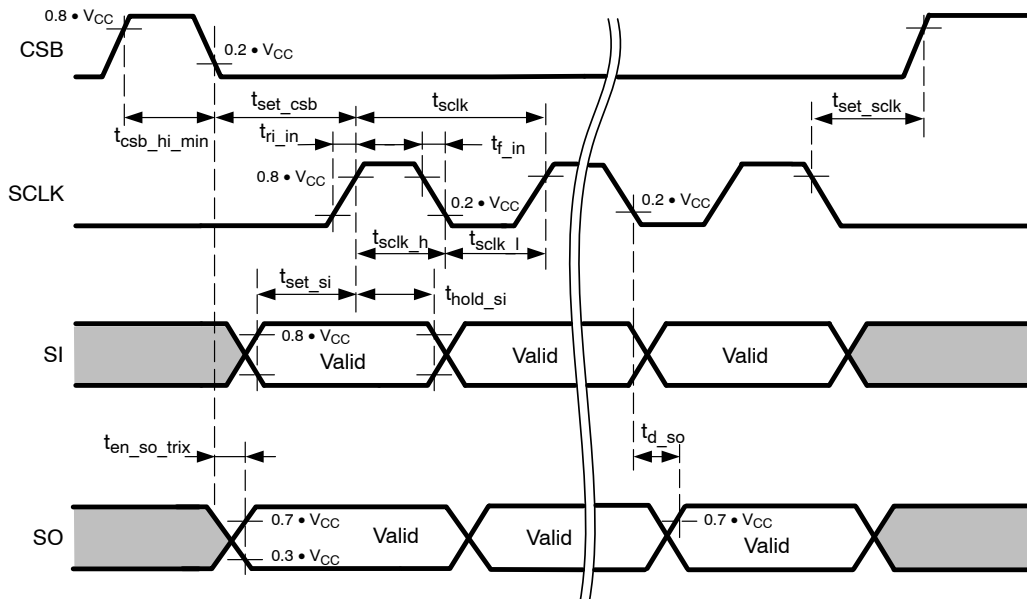 0.8 • VCC
CSB
0.2 • VCC
tcsb_hi_min
tset_csb
tsclk
tset_sclk
tri_in
tf_in
0.8 • VCC
SCLK
0.2 • VCC
0.2 • VCC
tsclk_h
tsclk_l
tset_si
thold_si
SI
0.8 • VCC
Valid
Valid
Valid
ten_so_trix
td_so
SO
0.7 • VCC
0.3 • VCC
Valid
Valid
0.7 • VCC
Valid